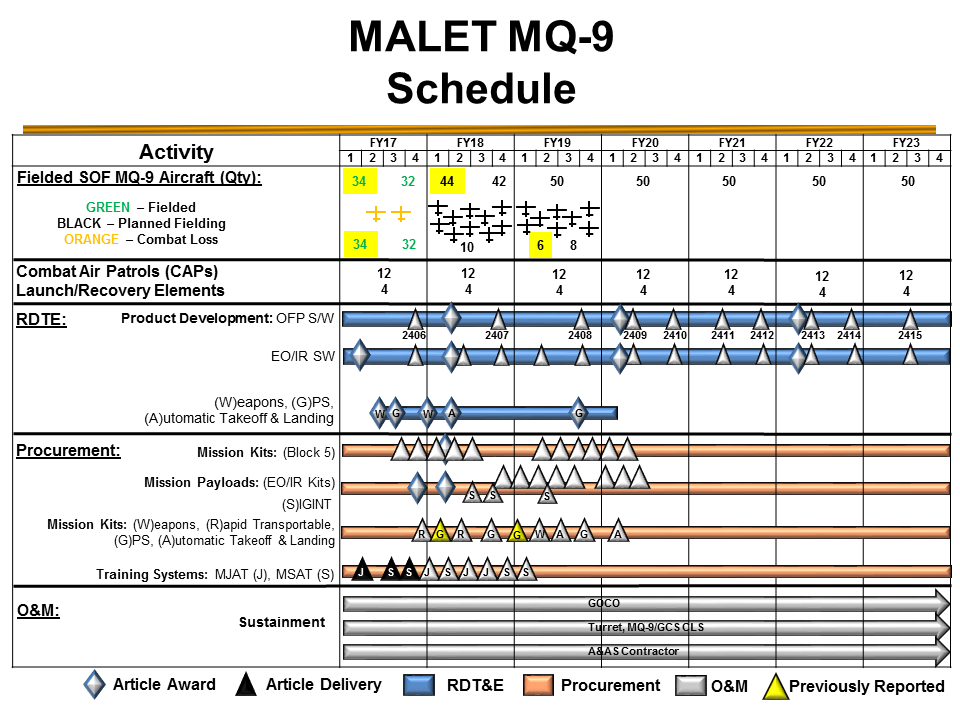 MALET MQ-9
Schedule
Activity
FY17 FY18 FY19 FY20 FY21 FY22 FY23
1 2 3 4 1 2 3 4 1 2 3 4 1 2 3 4 1 2 3 4 1 2 3 4 1 2 3 4
Fielded SOF MQ-9 Aircraft (Qty): 34 32 44 42 50 50 50 50 50
GREEN – Fielded
BLACK – Planned Fielding
ORANGE – Combat Loss
34 32 10 6 8
Combat Air Patrols (CAPs) 12 12 12 12 12 12 12
Launch/Recovery Elements 4 4 4 4 4 4 4
RDTE: Product Development: OFP S/W
2406 2407 2408 2409 2410 2411 2412 2413 2414 2415
EO/IR SW
(W)eapons, (G)PS,
(A)utomatic Takeoff & Landing
W G W A G
Procurement: Mission Kits: (Block 5)
Mission Payloads: (EO/IR Kits)
(S)IGINT
S S S
Mission Kits: (W)eapons, (R)apid Transportable,
(G)PS, (A)utomatic Takeoff & Landing
R G R G G W A G A
Training Systems: MJAT (J), MSAT (S)
J S S J S J J S S
O&M:
Sustainment
GOCO
Turret, MQ-9/GCS CLS
A&AS Contractor
Article Award Article Delivery RDT&E Procurement O&M Previously Reported